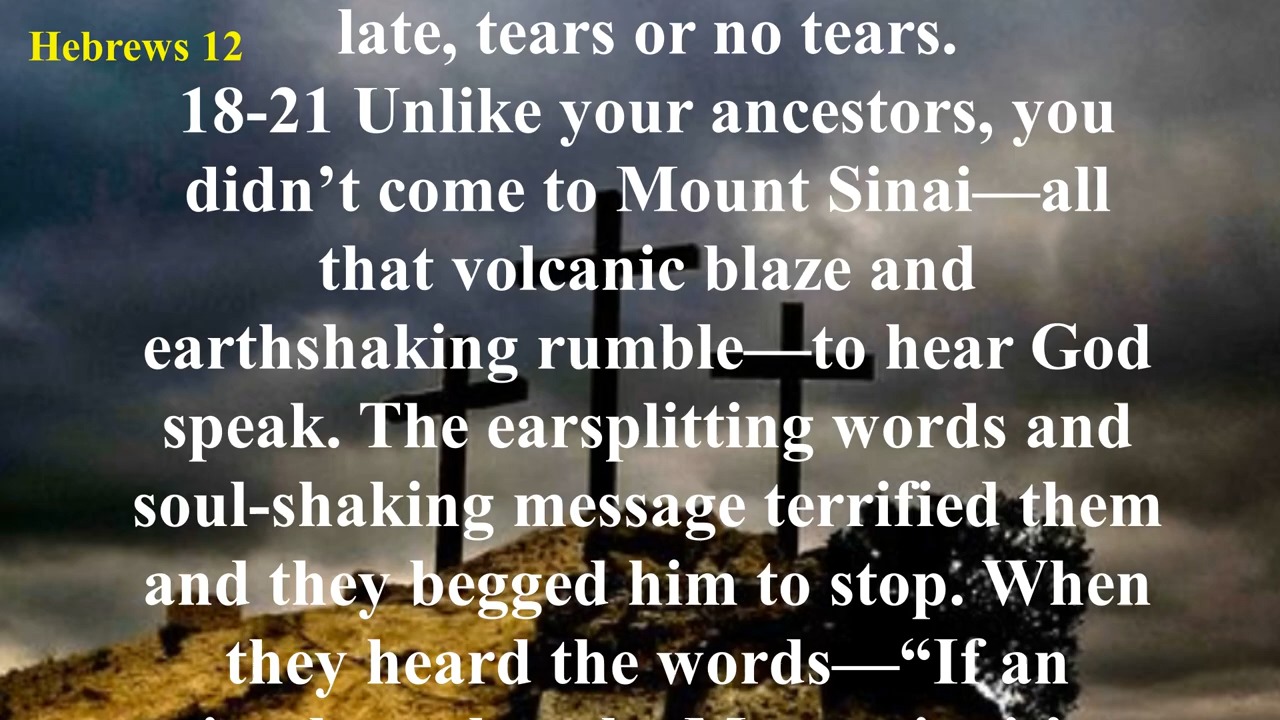 Hebrews 12
late, tears or no tears.
18-21 Unlike your ancestors, you
didn’t come to Mount Sinai—all
that volcanic blaze and
earthshaking rumble—to hear God
speak. The earsplitting words and
soul-shaking message terrified them
and they begged him to stop. When
they heard the words—“If an